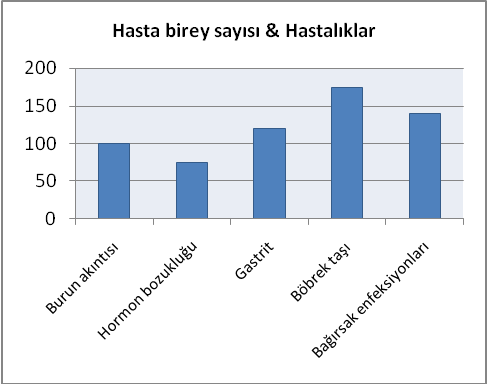 Hasta birey sayısı & Hastalıklar
200
150
100
50
0
Burun akıntısı
Hormon bozukluğu
Gastrit
Böbrek taşı
Bağırsak enfeksiyonları